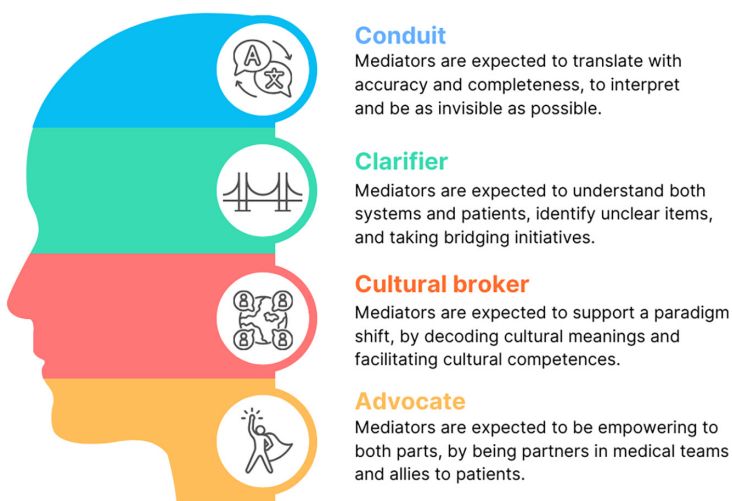 A
文
Conduit
Mediators are expected to translate with
accuracy and completeness, to interpret
and be as invisible as possible.
Clarifier
Mediators are expected to understand both
systems and patients, identify unclear items,
and taking bridging initiatives.
Cultural broker
Mediators are expected to support a paradigm
shift, by decoding cultural meanings and
facilitating cultural competences.
Advocate
Mediators are expected to be empowering to
both parts, by being partners in medical teams
and allies to patients.